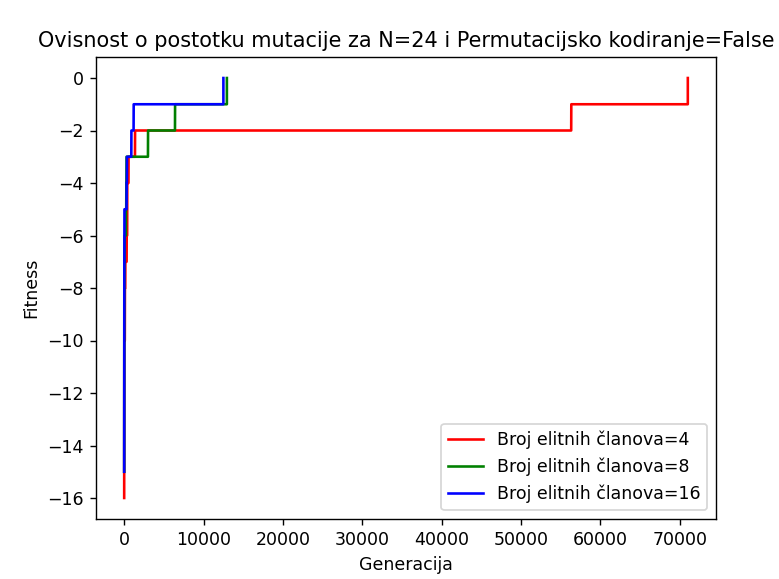 Ovisnost o postotku mutacije za N=24 i Permutacijsko kodiranje=False
0
−2
−4
−6
−8
−10
−12
−14
−16
Fitness
Broj elitnih članova=4
Broj elitnih članova=8
Broj elitnih članova=16
0 10000 20000 30000 40000 50000 60000 70000
Generacija